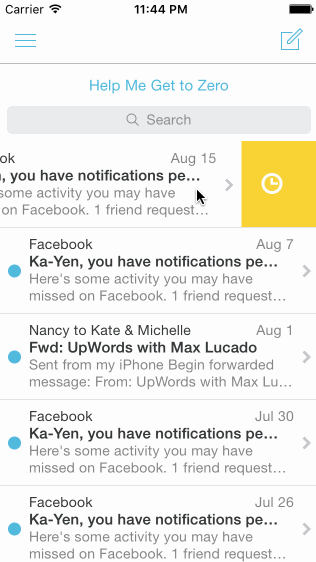 Carrier 11:44 PM
Help Me Get to Zero
Search
ok Aug 15
, you have notifications pe...
some activity you may have
on Facebook. 1 friend request...
Facebook Aug 7
Ka-Yen, you have notifications pe...
Here's some activity you may have
missed on Facebook. 1 friend request...
Nancy to Kate & Michelle Aug 1
Fwd: UpWords with Max Lucado
Sent from my iPhone Begin forwarded
message: From: UpWords with Max Lu...
Facebook Jul 30
Ka-Yen, you have notifications pe...
Here's some activity you may have
missed on Facebook. 1 friend request...
Facebook Jul 26
Ka-Yen, you have notifications pe...
Here's some activity you may have
missed on Facebook. 1 friend request...